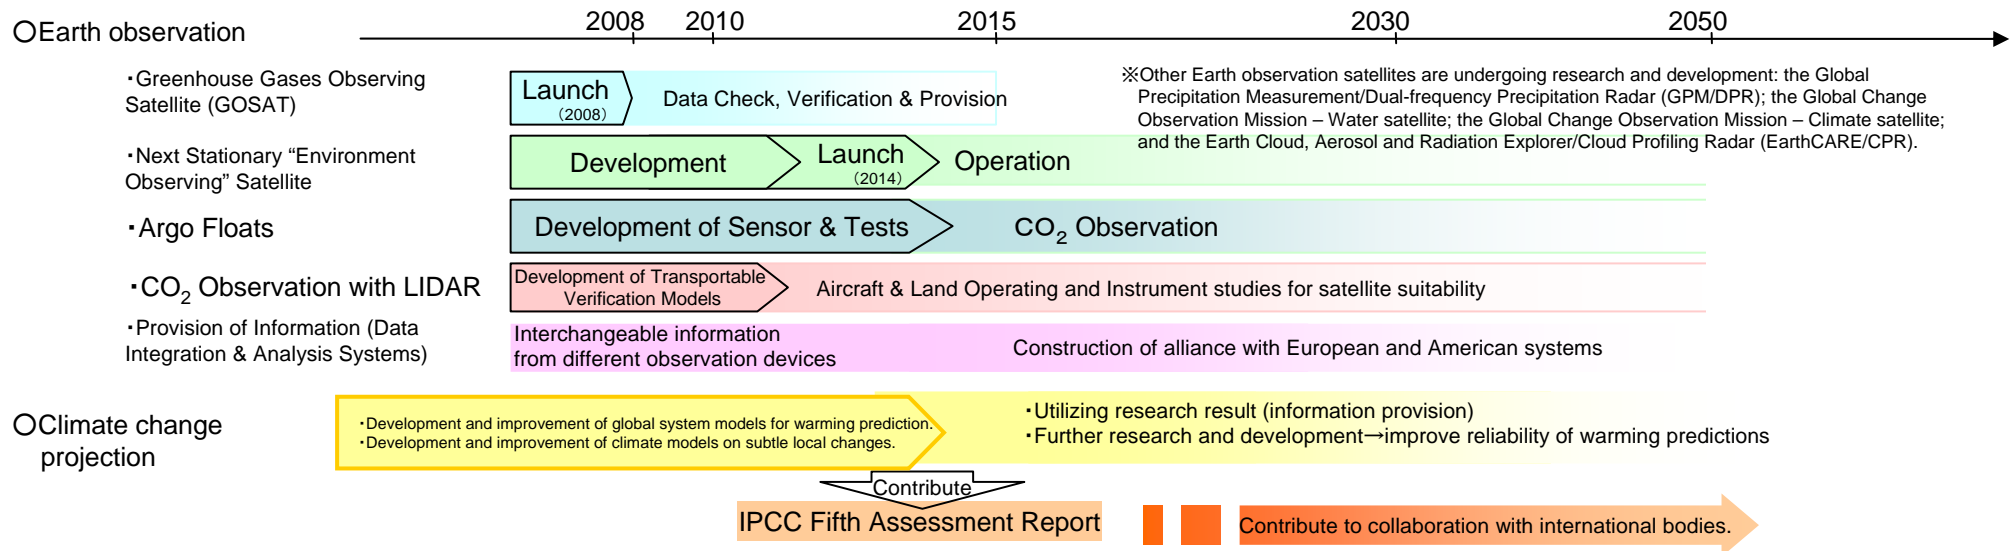 〇Earth observation
2008 2010 2015 2030 2050
・Greenhouse Gases Observing
Satellite (GOSAT)
Launch
（2008）
Data Check, Verification & Provision
※Other Earth observation satellites are undergoing research and development: the Global
Precipitation Measurement/Dual-frequency Precipitation Radar (GPM/DPR); the Global Change
Observation Mission – Water satellite; the Global Change Observation Mission – Climate satellite;
and the Earth Cloud, Aerosol and Radiation Explorer/Cloud Profiling Radar (EarthCARE/CPR).
・Next Stationary “Environment
Observing” Satellite
Development
Launch
（2014）
Operation
・Argo Floats
Development of Sensor & Tests
CO2 Observation
・CO2 Observation with LIDAR
Development of Transportable
Verification Models
Aircraft & Land Operating and Instrument studies for satellite suitability
・Provision of Information (Data
Integration & Analysis Systems)
Interchangeable information
from different observation devices
Construction of alliance with European and American systems
〇Climate change
projection
・Development and improvement of global system models for warming prediction.
・Development and improvement of climate models on subtle local changes.
・Utilizing research result (information provision)
・Further research and development→improve reliability of warming predictions
Contribute
IPCC Fifth Assessment Report
Contribute to collaboration with international bodies.